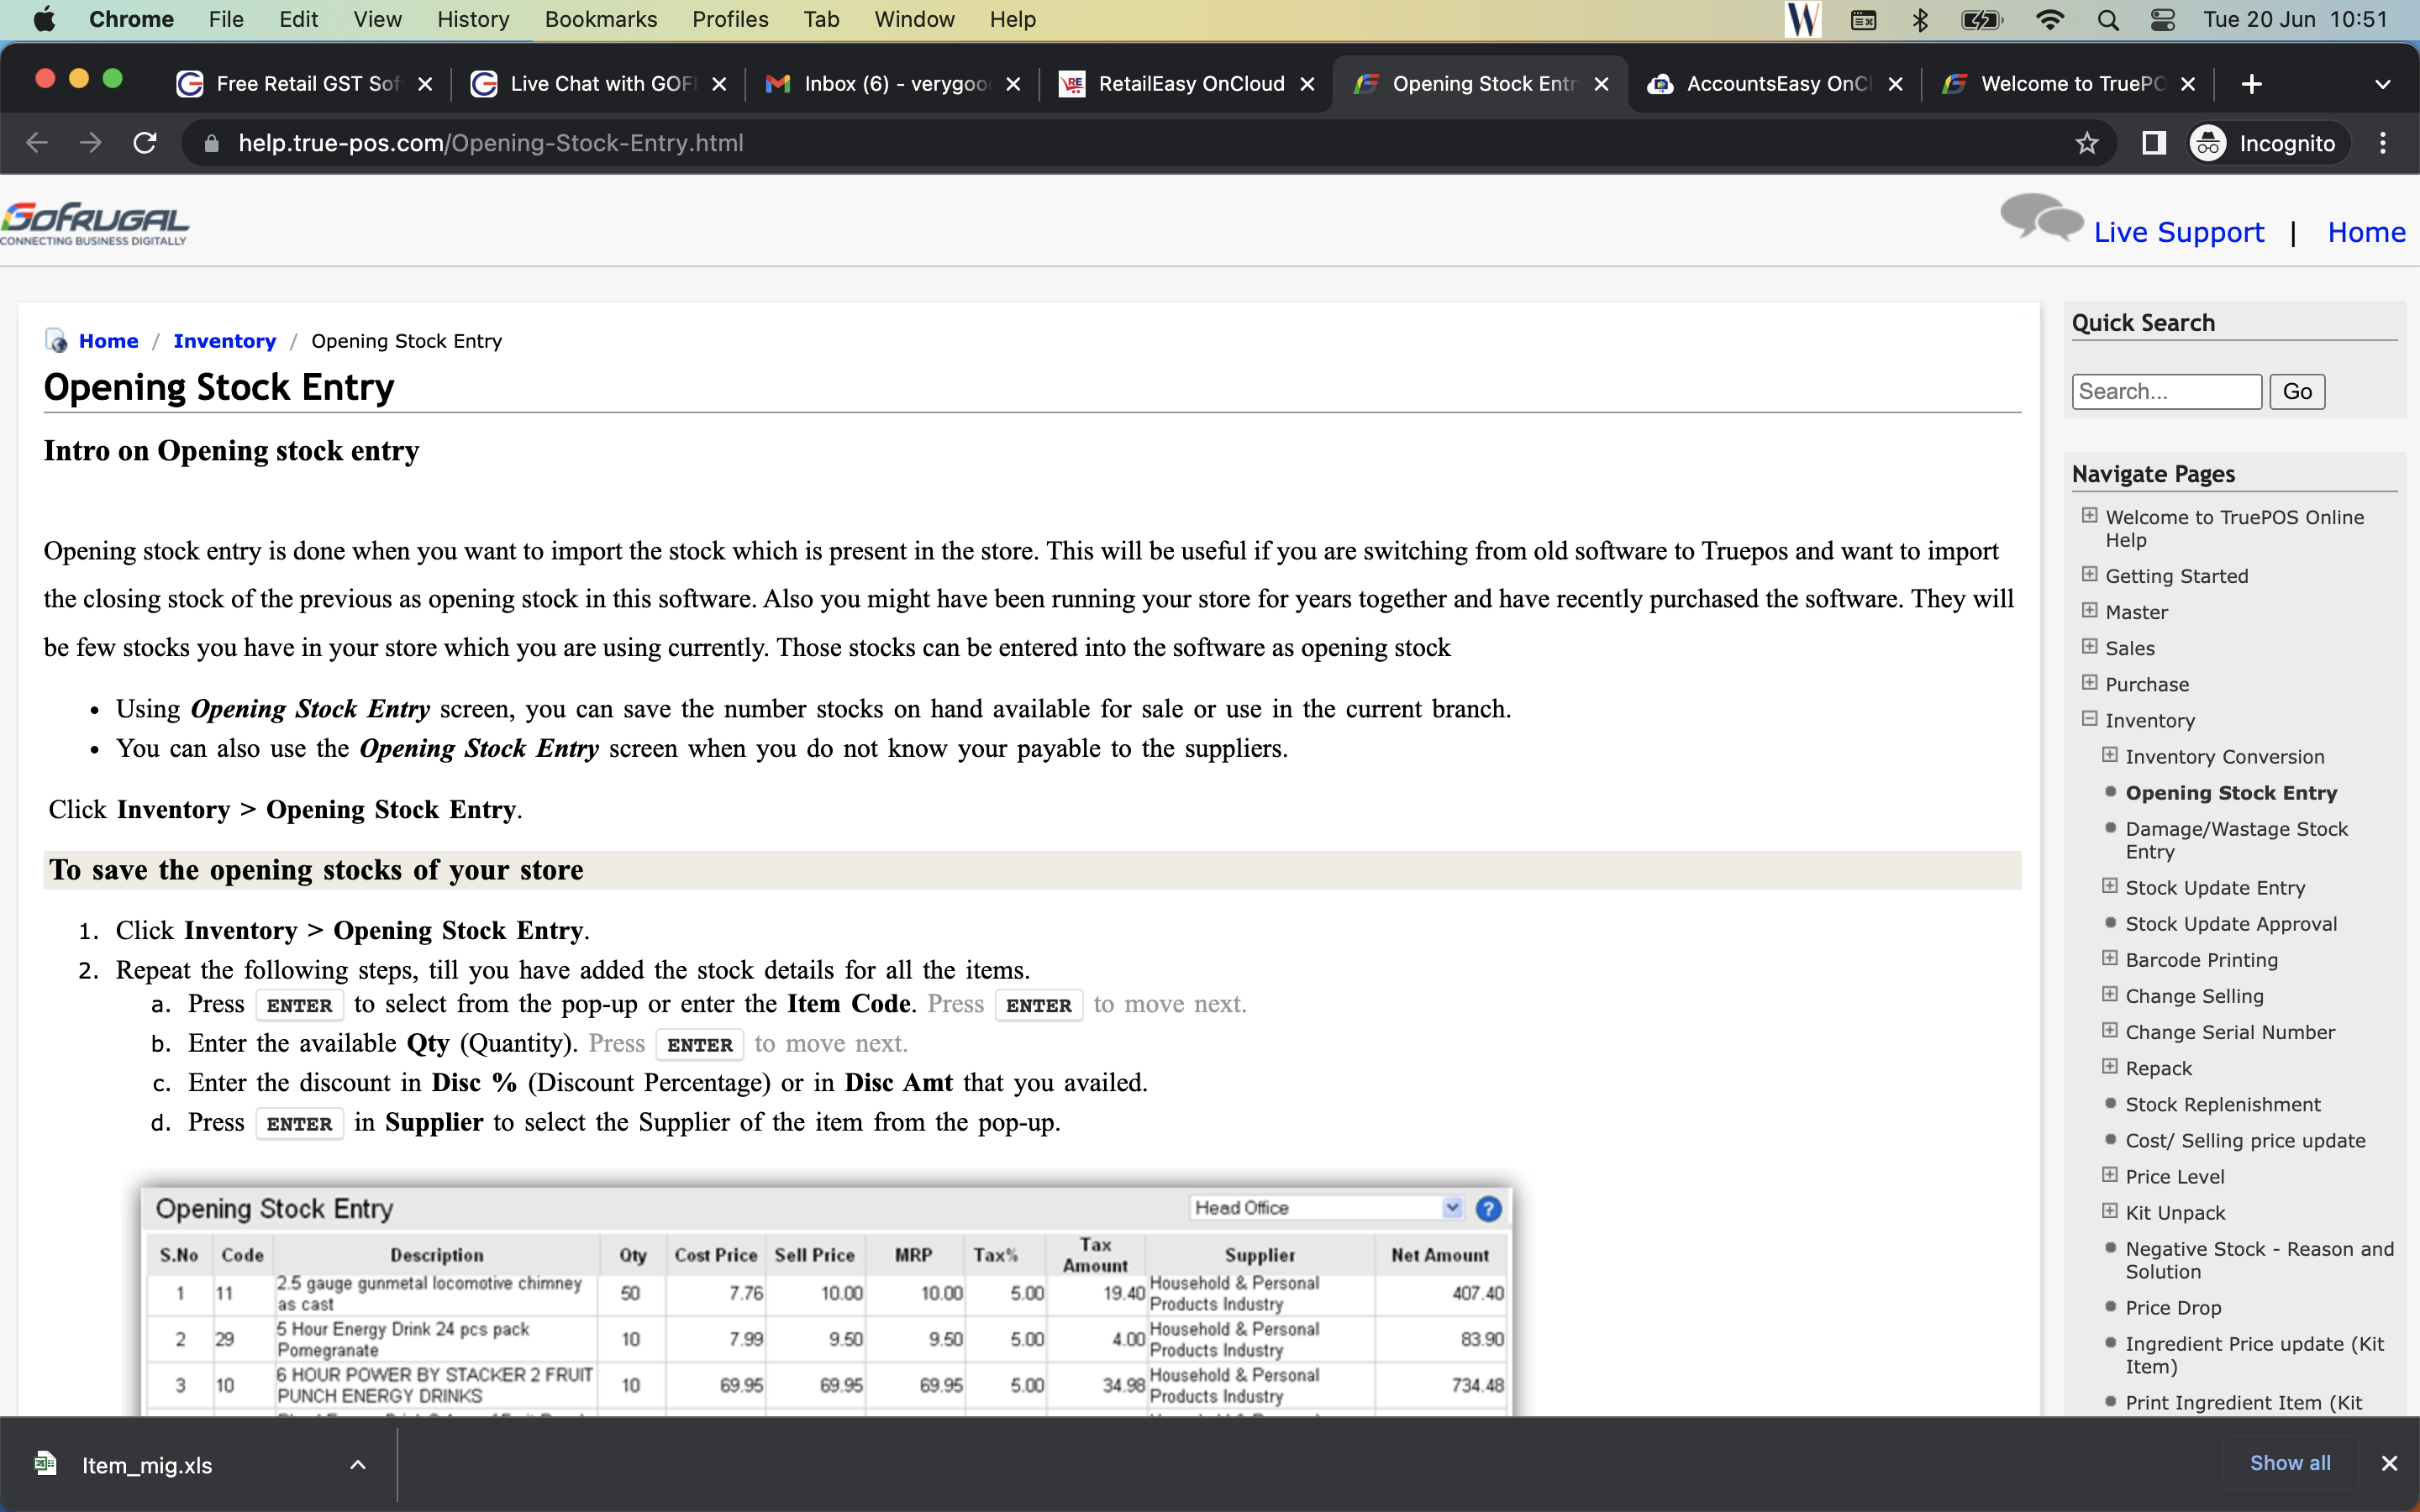 Chrome File Edit View History Bookmarks Profiles Tab Window Help Tue 20 Jun 10:51
Free Retail GST Sof Live Chat with GOF Inbox (6) - verygoo RetailEasy OnCloud Opening Stock Entr AccountsEasy OnCl Welcome to TruePO
help.true-pos.com/Opening-Stock-Entry.html Incognito
GOFRUGAL
CONNECTING BUSINESS DIGITALLY
Live Support | Home
Home / Inventory / Opening Stock Entry
Opening Stock Entry
Intro on Opening stock entry
Opening stock entry is done when you want to import the stock which is present in the store. This will be useful if you are switching from old software to Truepos and want to import
the closing stock of the previous as opening stock in this software. Also you might have been running your store for years together and have recently purchased the software. They will
be few stocks you have in your store which you are using currently. Those stocks can be entered into the software as opening stock
• Using Opening Stock Entry screen, you can save the number stocks on hand available for sale or use in the current branch.
• You can also use the Opening Stock Entry screen when you do not know your payable to the suppliers.
Click Inventory > Opening Stock Entry.
To save the opening stocks of your store
1. Click Inventory > Opening Stock Entry.
2. Repeat the following steps, till you have added the stock details for all the items.
a. Press ENTER to select from the pop-up or enter the Item Code. Press ENTER to move next.
b. Enter the available Qty (Quantity). Press ENTER to move next.
c. Enter the discount in Disc % (Discount Percentage) or in Disc Amt that you availed.
d. Press ENTER in Supplier to select the Supplier of the item from the pop-up.
Opening Stock Entry Head Office ?
S.No Code Description Qty Cost Price Sell Price MRP Tax% Tax Amount Supplier Net Amount
1 11 2.5 gauge gunmetal locomotive chimney as cast 50 7.76 10.00 10.00 5.00 19.40 Household & Personal Products Industry 407.40
2 29 5 Hour Energy Drink 24 pcs pack Pomegranate 10 7.99 9.50 9.50 5.00 4.00 Household & Personal Products Industry 83.90
3 10 6 HOUR POWER BY STACKER 2 FRUIT PUNCH ENERGY DRINKS 10 69.95 69.95 69.95 5.00 34.98 Household & Personal Products Industry 734.48
Quick Search
Search... Go
Navigate Pages
Welcome to TruePOS Online
Help
Getting Started
Master
Sales
Purchase
Inventory
Inventory Conversion
Opening Stock Entry
Damage/Wastage Stock
Entry
Stock Update Entry
Stock Update Approval
Barcode Printing
Change Selling
Change Serial Number
Repack
Stock Replenishment
Cost/ Selling price update
Price Level
Kit Unpack
Negative Stock - Reason and
Solution
Price Drop
Ingredient Price update (Kit
Item)
Print Ingredient Item (Kit
Item_mig.xls Show all